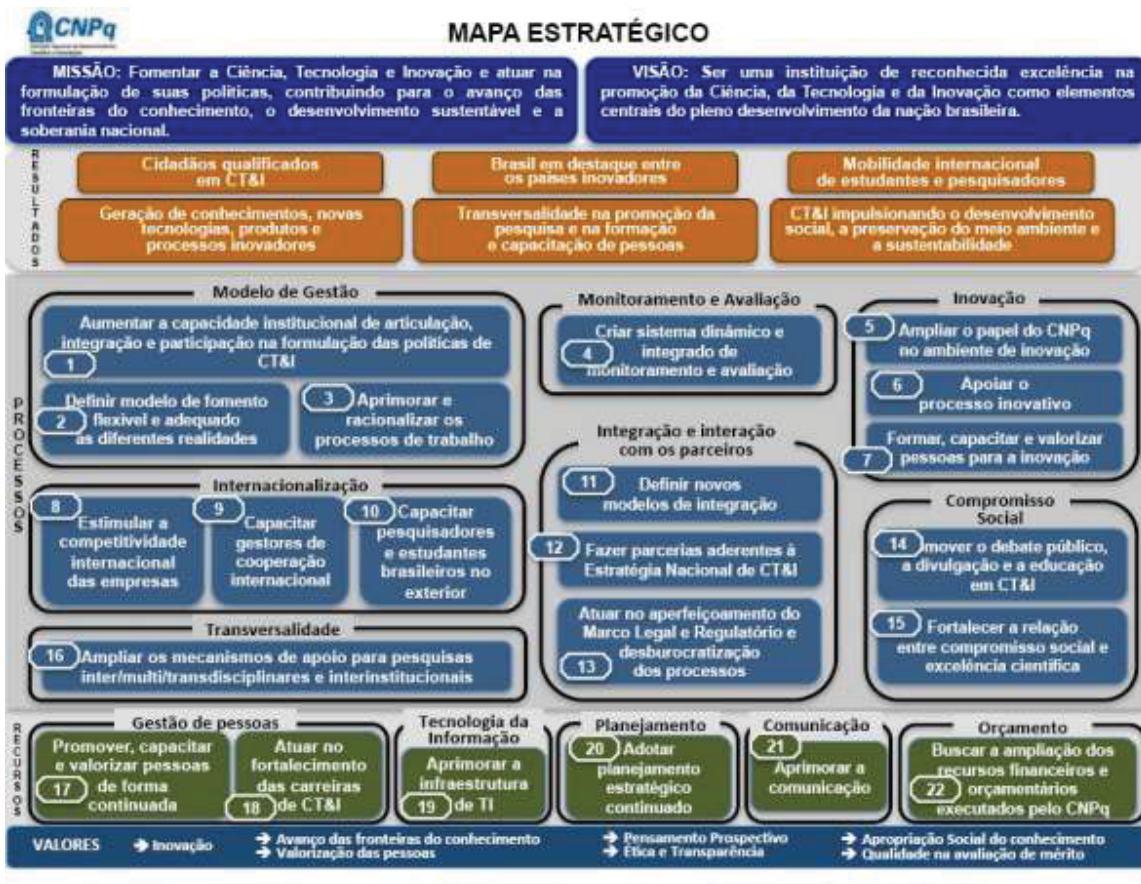 CNPq
MAPA ESTRATÉGICO
MISSÃO: Fomentar a Ciência, Tecnologia e Inovação e atuar na
formulação de suas políticas, contribuindo para o avanço das
fronteiras do conhecimento, o desenvolvimento sustentável e a
soberania nacional.
VISÃO: Ser uma instituição de reconhecida excelência na
promoção da Ciência, da Tecnologia e da Inovação como elementos
centrais do pleno desenvolvimento da nação brasileira.
RESULTADOS
Cidadãos qualificados
em CT&I
Brasil em destaque entre
os países inovadores
Mobilidade internacional
de estudantes e pesquisadores
Geração de conhecimentos, novas
tecnologias, produtos e
processos inovadores
Transversalidade na promoção da
pesquisa e na formação
e capacitação de pessoas
CT&I impulsionando o desenvolvimento
social, a preservação do meio ambiente e
a sustentabilidade
PROCESSOS
Modelo de Gestão
Aumentar a capacidade institucional de articulação,
integração e participação na formulação das políticas de
1 CT&I
Definir modelo de fomento
2 flexível e adequado
às diferentes realidades
3 Aprimorar e
racionalizar os
processos de trabalho
Monitoramento e Avaliação
Criar sistema dinâmico e
4 integrado de
monitoramento e avaliação
Inovação
5 Ampliar o papel do CNPq
no ambiente de inovação
6 Apoiar o
processo inovativo
Formar, capacitar e valorizar
7 pessoas para a inovação
Internacionalização
8 Estimular a
competitividade
internacional
das empresas
9 Capacitar
gestores de
cooperação
internacional
10 Capacitar
pesquisadores
e estudantes
brasileiros no
exterior
Integração e interação
com os parceiros
11 Definir novos
modelos de integração
12 Fazer parcerias aderentes à
Estratégia Nacional de CT&I
Atuar no aperfeiçoamento do
Marco Legal e Regulatório e
desburocratização
13 dos processos
Compromisso
Social
14 omover o debate público,
a divulgação e a educação
em CT&I
15 Fortalecer a relação
entre compromisso social e
excelência científica
Transversalidade
16 Ampliar os mecanismos de apoio para pesquisas
inter/multi/transdisciplinares e interinstitucionais
RECURSOS
Gestão de pessoas
Promover, capacitar
e valorizar pessoas
17 de forma
continuada
Atuar no
fortalecimento
das carreiras
18 de CT&I
Tecnologia da
Informação
Aprimorar a
infraestrutura
19 de TI
Planejamento
20 Adotar
planejamento
estratégico
continuado
Comunicação
21
Aprimorar a
comunicação
Orçamento
Buscar a ampliação dos
recursos financeiros e
22 orçamentários
executados pelo CNPq
VALORES
➔ Inovação
➔ Avanço das fronteiras do conhecimento
➔ Valorização das pessoas
➔ Pensamento Prospectivo
➔ Ética e Transparência
➔ Apropriação Social do conhecimento
➔ Qualidade na avaliação de mérito